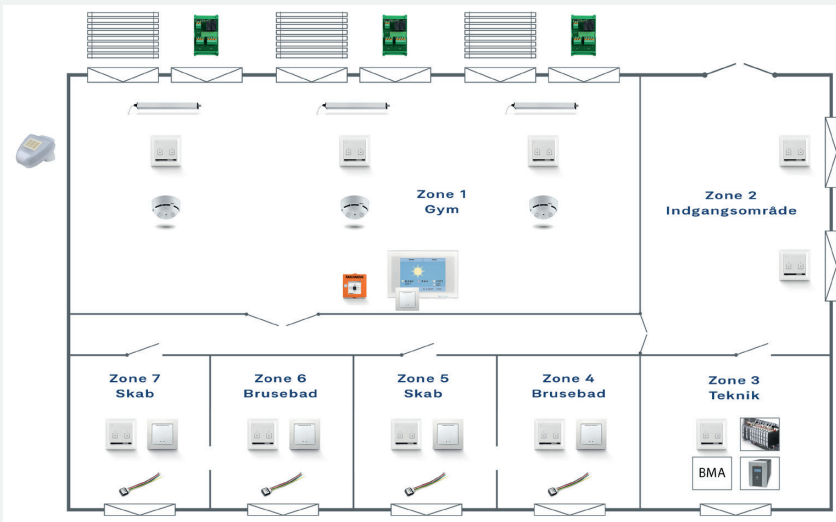 Zone 1
Gym
Zone 2
Indgangsområde
Zone 7
Skab
Zone 6
Brusebad
Zone 5
Skab
Zone 4
Brusebad
Zone 3
Teknik
BMA